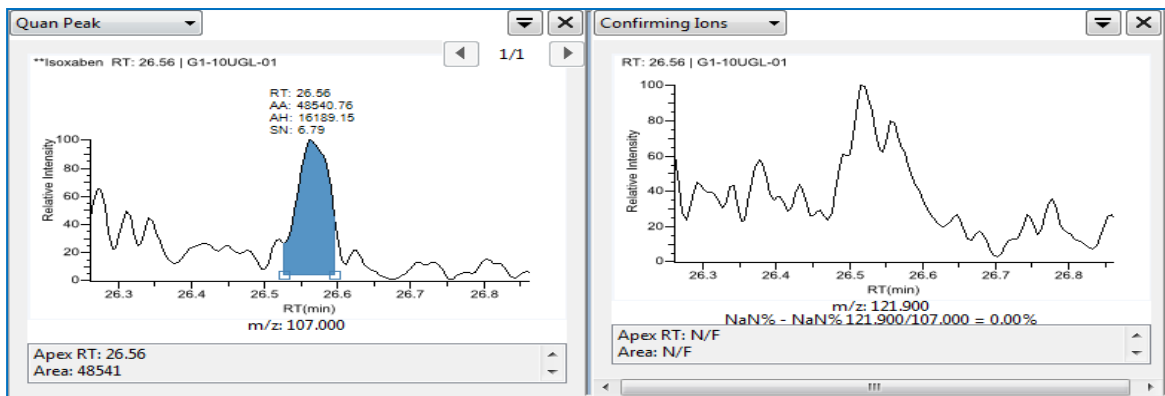 Quan Peak
1/1
**Isoxaben RT: 26.56 | G1-10UGL-01
RT: 26.56
AA: 48540.76
AH: 16189.15
SN: 6.79
Relative Intensity
100
80
60
40
20
0
26.3 26.4 26.5 26.6 26.7 26.8
RT(min)
m/z: 107.000
Apex RT: 26.56
Area: 48541
Confirming Ions
RT: 26.56 | G1-10UGL-01
Relative Intensity
100
80
60
40
20
0
26.3 26.4 26.5 26.6 26.7 26.8
RT(min)
m/z: 121.900
NaN% - NaN% 121.900/107.000 = 0.00%
Apex RT: N/F
Area: N/F